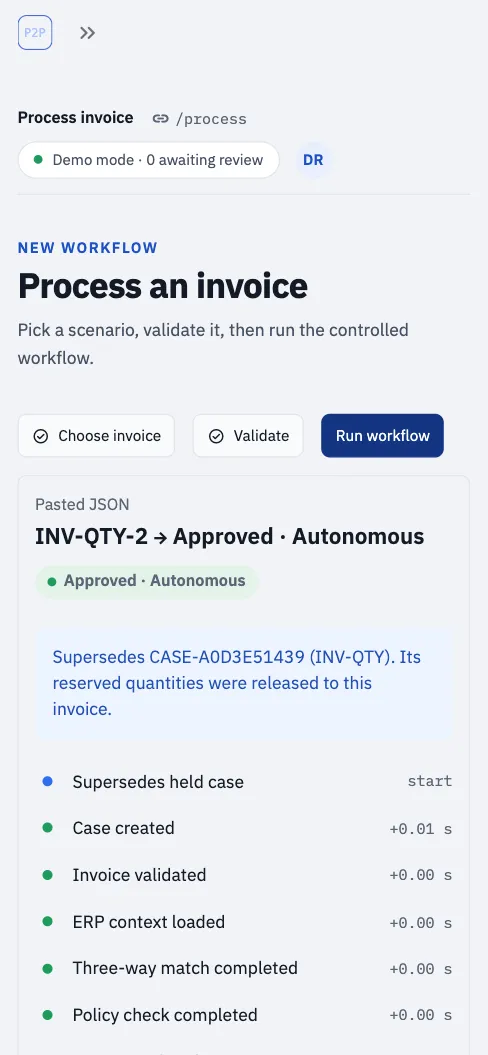 P2P
Process invoice /process
Demo mode · 0 awaiting review DR
NEW WORKFLOW
Process an invoice
Pick a scenario, validate it, then run the controlled
workflow.
Choose invoice Validate Run workflow
Pasted JSON
INV-QTY-2 → Approved · Autonomous
Approved · Autonomous
Supersedes CASE-A0D3E51439 (INV-QTY). Its
reserved quantities were released to this
invoice.
Supersedes held case start
Case created +0.01 s
Invoice validated +0.00 s
ERP context loaded +0.00 s
Three-way match completed +0.00 s
Policy check completed +0.00 s